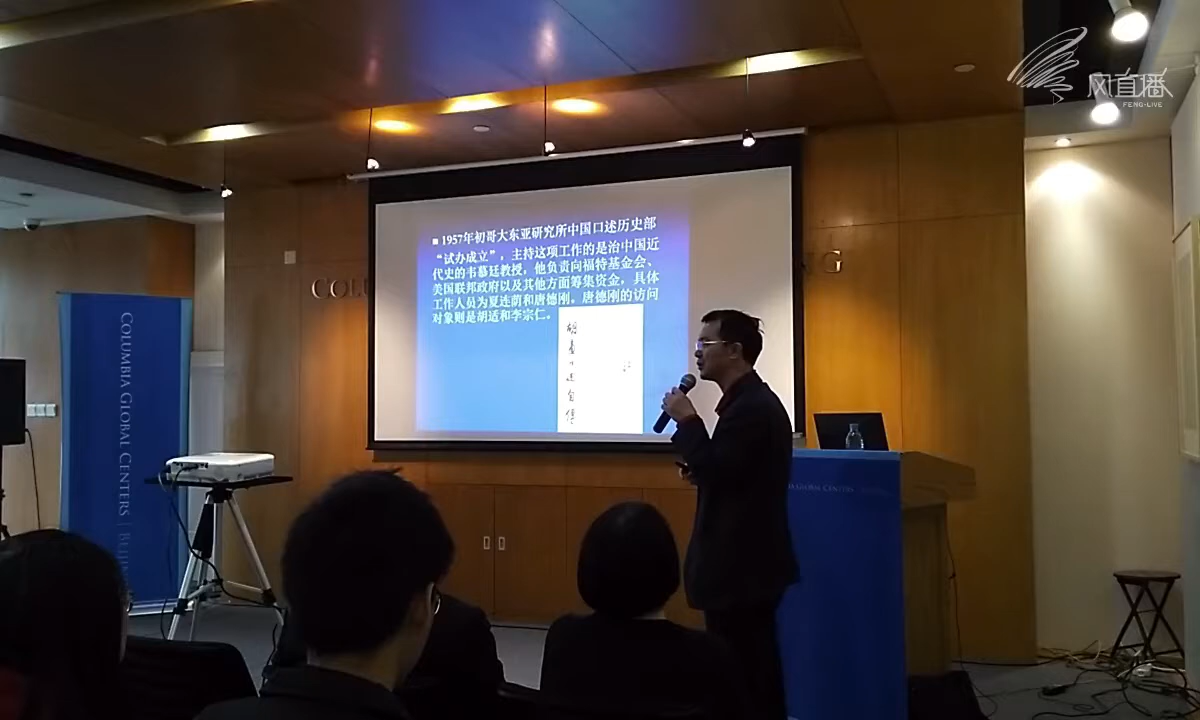 风直播
FENG-LIVE
■ 1957年初哥大东亚研究所中国口述历史部
“试办成立”，主持这项工作的是治中国近
代史的韦慕廷教授，他负责向福特基金会、
美国联邦政府以及其他方面筹集资金，具体
工作人员为夏连荫和唐德刚。唐德刚的访问
对象则是胡适和李宗仁。
COLU
NG
COLUMBIA GLOBAL CENTERS | BEIJIN
GLOBAL CENTERS